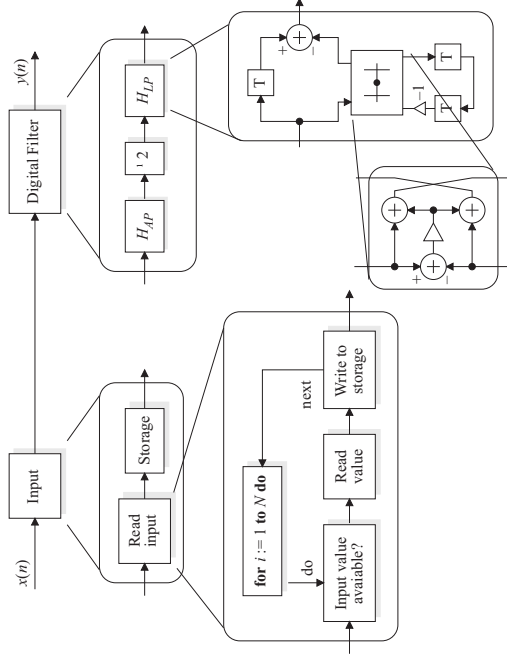 x(n)
Input
Digital Filter
y(n)
Read
input
Storage
H_AP
¹ 2
H_LP
for i := 1 to N do
do
next
Input value
avaiable?
Read
value
Write to
storage
T
+
−
−1
T
T
+
−